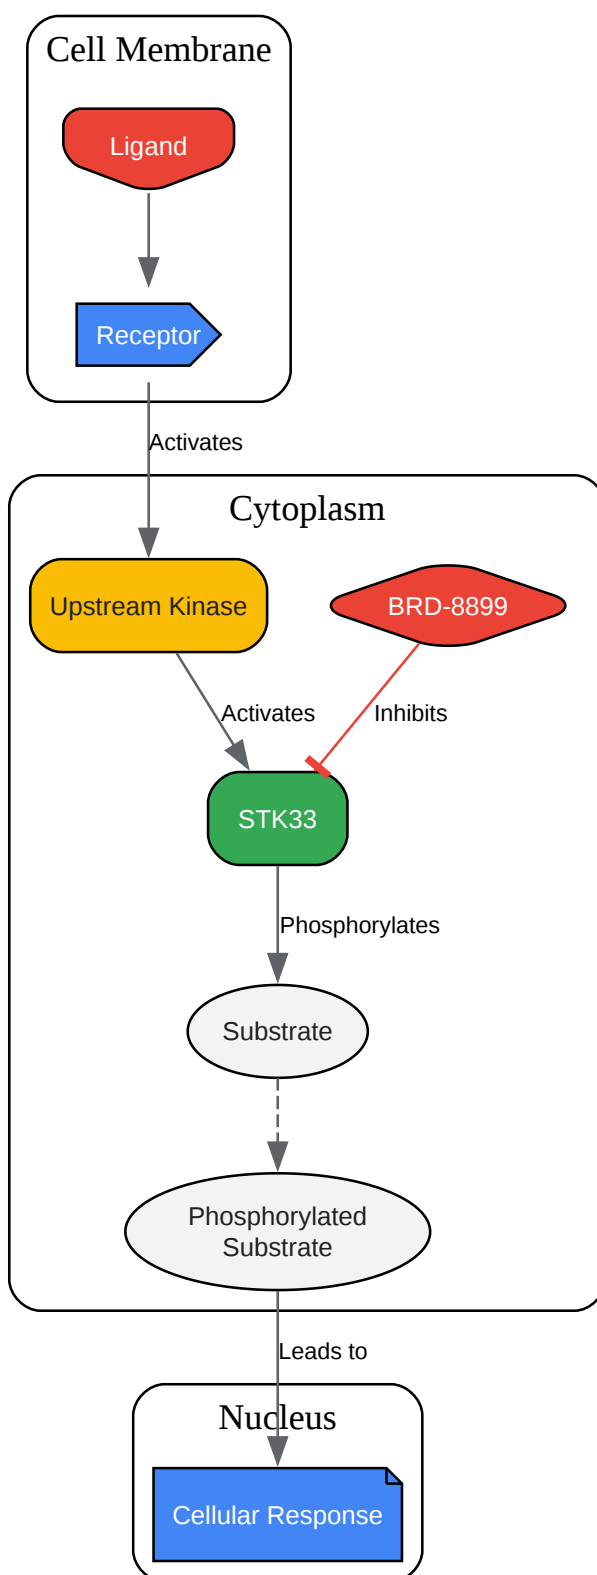 Cell Membrane
Ligand
Receptor
Activates
Cytoplasm
Upstream Kinase
BRD-8899
Activates
Inhibits
STK33
Phosphorylates
Substrate
Phosphorylated
Substrate
Leads to
Nucleus
Cellular Response